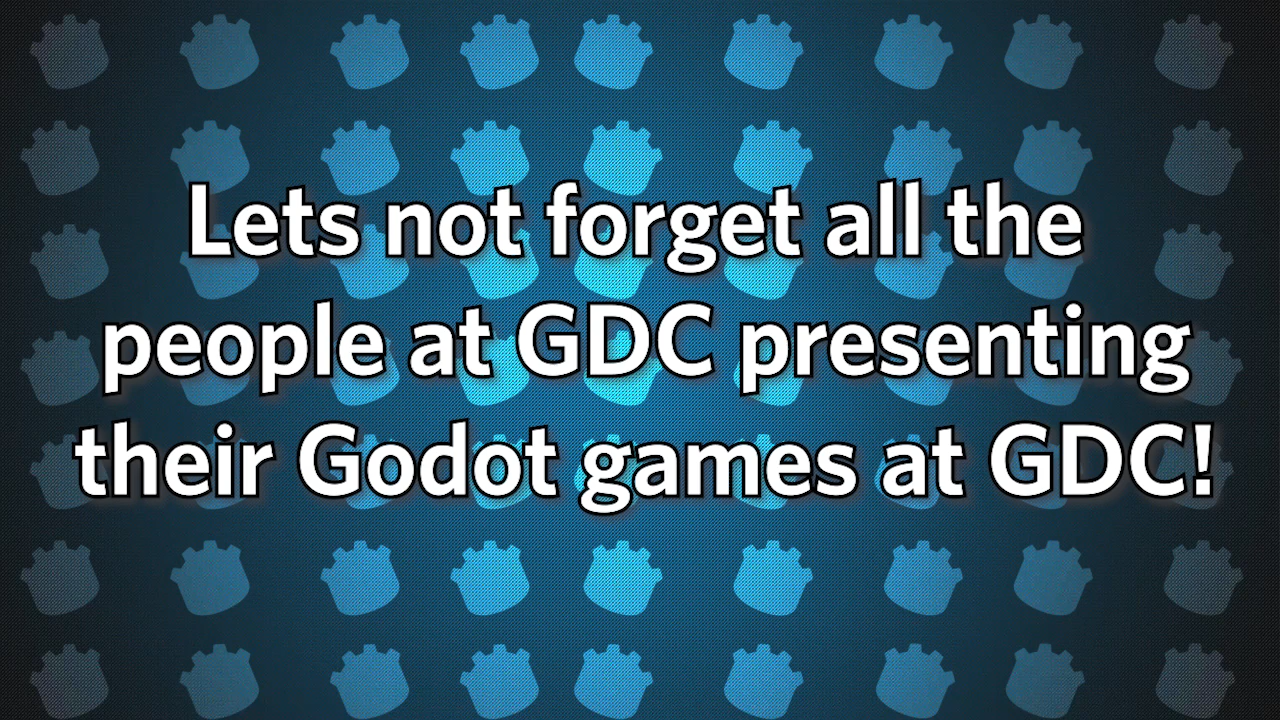 Lets not forget all the
people at GDC presenting
their Godot games at GDC!